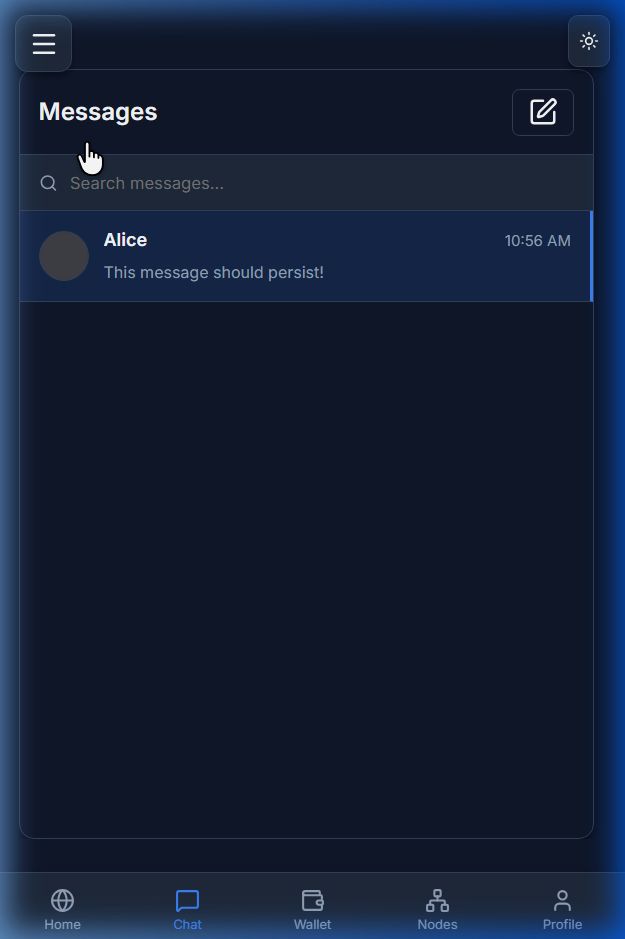 Messages
Search messages...
Alice 10:56 AM
This message should persist!
Home Chat Wallet Nodes Profile